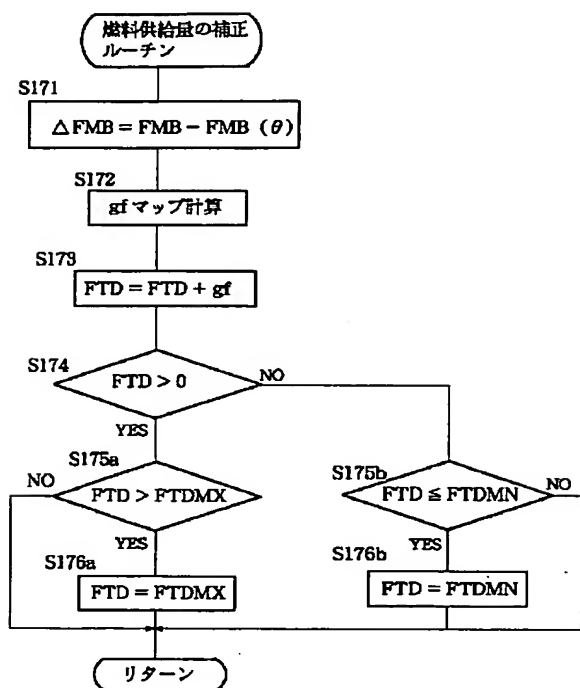 燃料供給量の補正
ルーチン
S171
△FMB = FMB − FMB (θ)
S172
gf マップ計算
S173
FTD = FTD + gf
S174
FTD > 0
NO
YES
S175a
NO
FTD > FTDMX
YES
S176a
FTD = FTDMX
S175b
FTD ≦ FTDMN
NO
YES
S176b
FTD = FTDMN
リターン